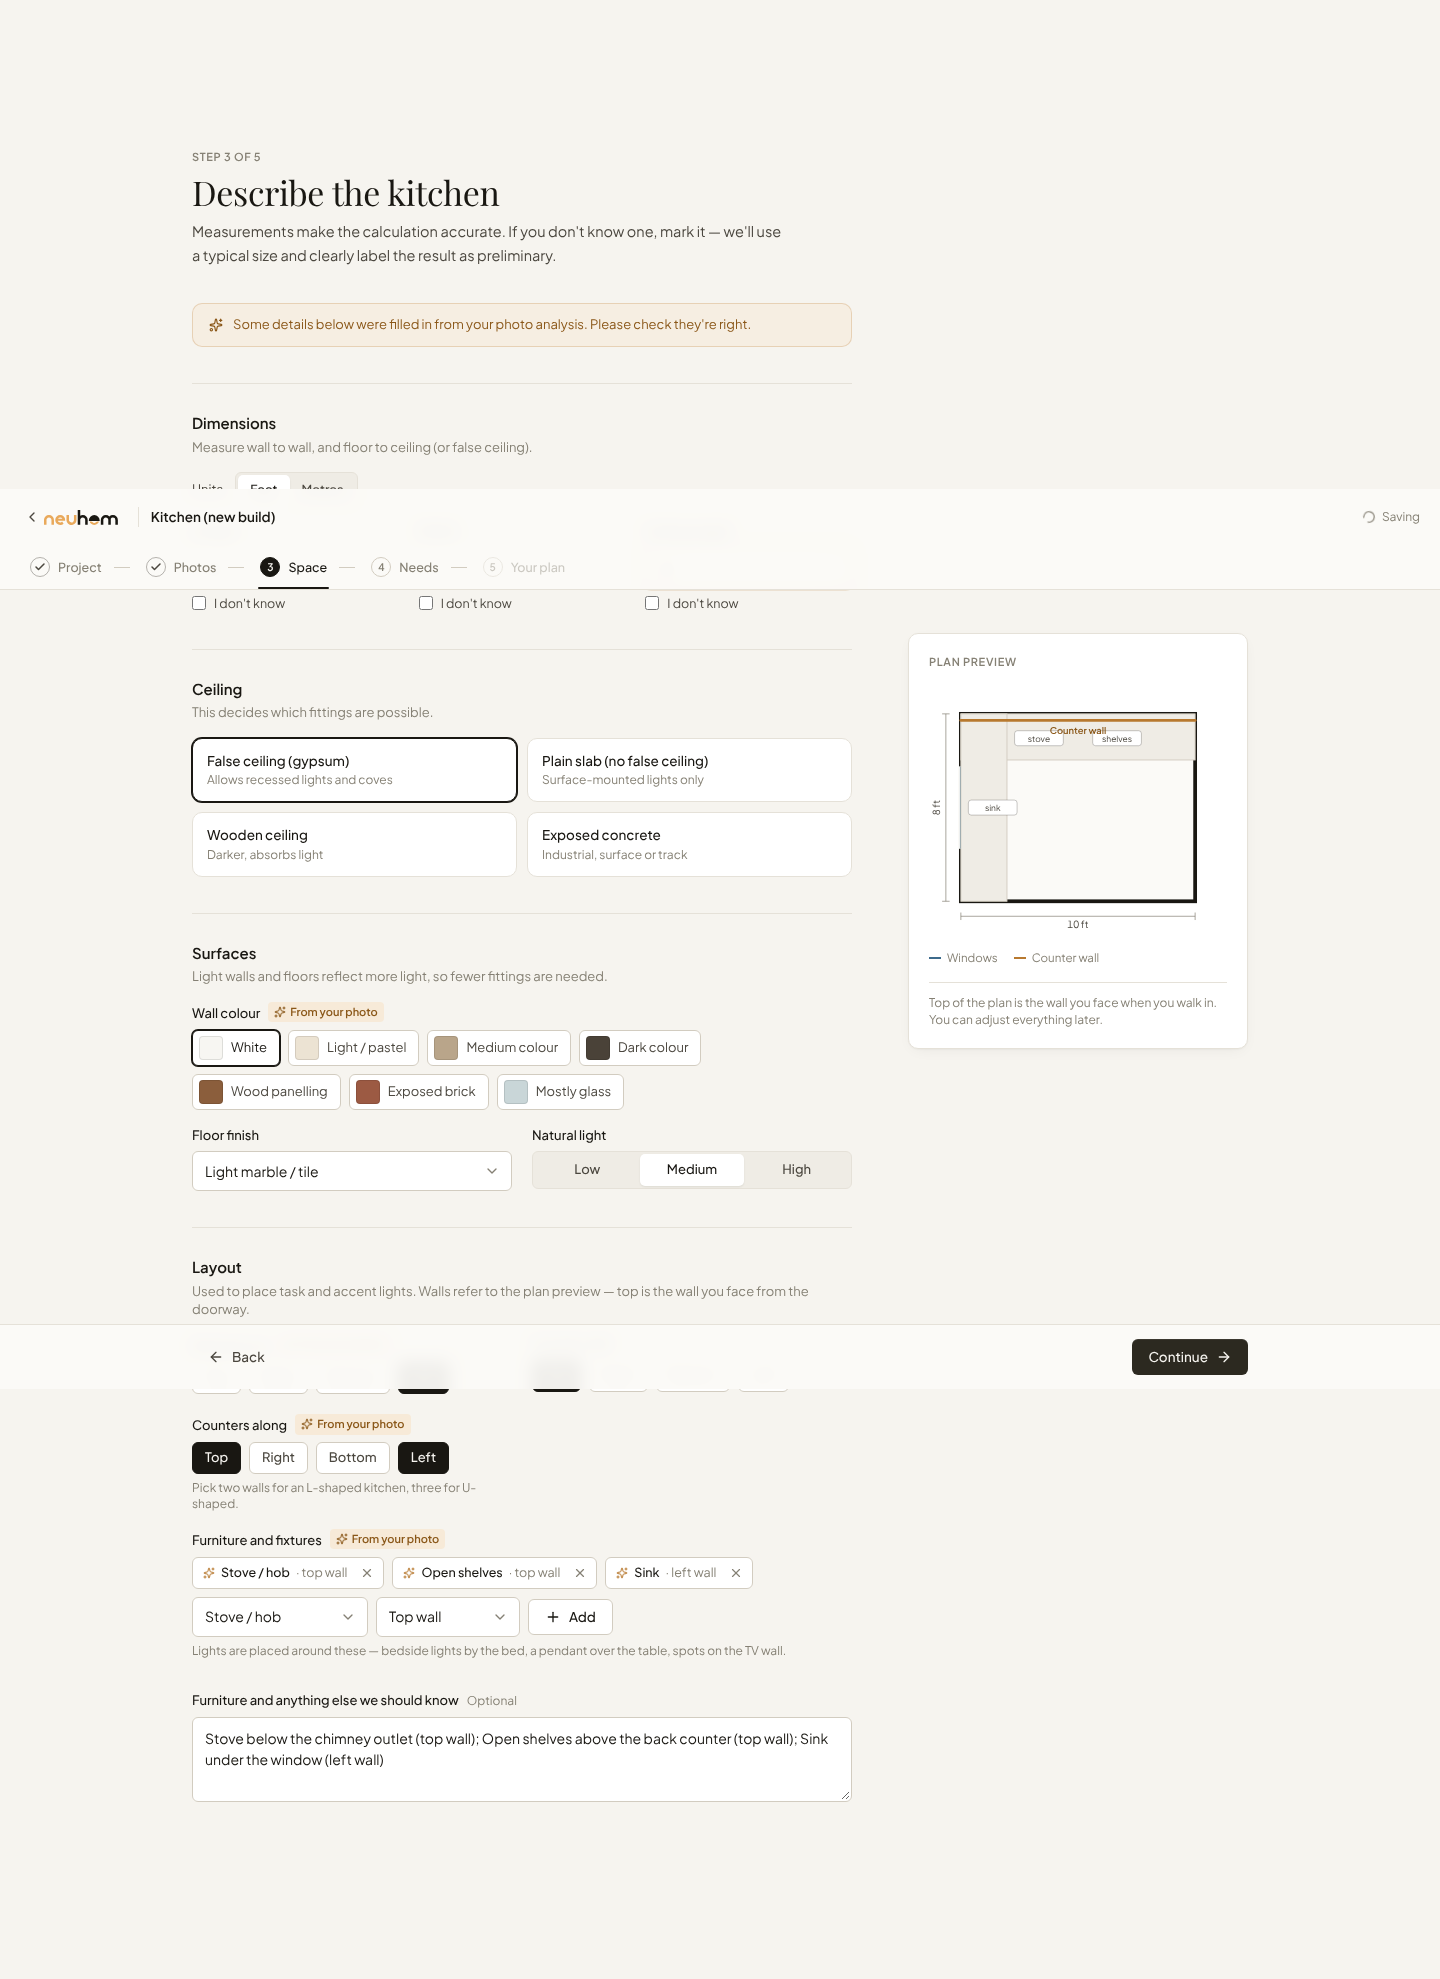 STEP 3 OF 5
Describe the kitchen
Measurements make the calculation accurate. If you don't know one, mark it — we'll use
a typical size and clearly label the result as preliminary.
Some details below were filled in from your photo analysis. Please check they're right.
Dimensions
Measure wall to wall, and floor to ceiling (or false ceiling).
Units Feet Metres
neuhom
Kitchen (new build)
Saving
Project
Photos
3 Space
4 Needs
5 Your plan
I don't know
I don't know
I don't know
Ceiling
This decides which fittings are possible.
False ceiling (gypsum)
Allows recessed lights and coves
Plain slab (no false ceiling)
Surface-mounted lights only
Wooden ceiling
Darker, absorbs light
Exposed concrete
Industrial, surface or track
PLAN PREVIEW
Counter wall
stove
shelves
sink
8 ft
10 ft
Windows
Counter wall
Top of the plan is the wall you face when you walk in.
You can adjust everything later.
Surfaces
Light walls and floors reflect more light, so fewer fittings are needed.
Wall colour From your photo
White Light / pastel Medium colour Dark colour
Wood panelling Exposed brick Mostly glass
Floor finish
Light marble / tile
Natural light
Low Medium High
Layout
Used to place task and accent lights. Walls refer to the plan preview — top is the wall you face from the
doorway.
Back
Continue
Counters along From your photo
Top Right Bottom Left
Pick two walls for an L-shaped kitchen, three for U-
shaped.
Furniture and fixtures From your photo
Stove / hob · top wall
Open shelves · top wall
Sink · left wall
Stove / hob
Top wall
Add
Lights are placed around these — bedside lights by the bed, a pendant over the table, spots on the TV wall.
Furniture and anything else we should know Optional
Stove below the chimney outlet (top wall); Open shelves above the back counter (top wall); Sink
under the window (left wall)